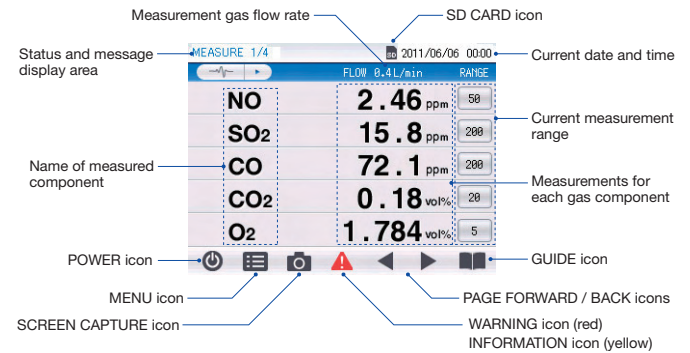 Measurement gas flow rate
SD CARD icon
Status and message
display area
MEASURE 1/4
SD
2011/06/06 00:00
Current date and time
FLOW 0.4L/min
RANGE
NO
2.46 ppm
50
SO2
15.8 ppm
200
Current measurement
range
CO
72.1 ppm
200
Name of measured
component
CO2
0.18 vol%
20
Measurements for
each gas component
O2
1.784 vol%
5
POWER icon
GUIDE icon
MENU icon
PAGE FORWARD / BACK icons
SCREEN CAPTURE icon
WARNING icon (red)
INFORMATION icon (yellow)